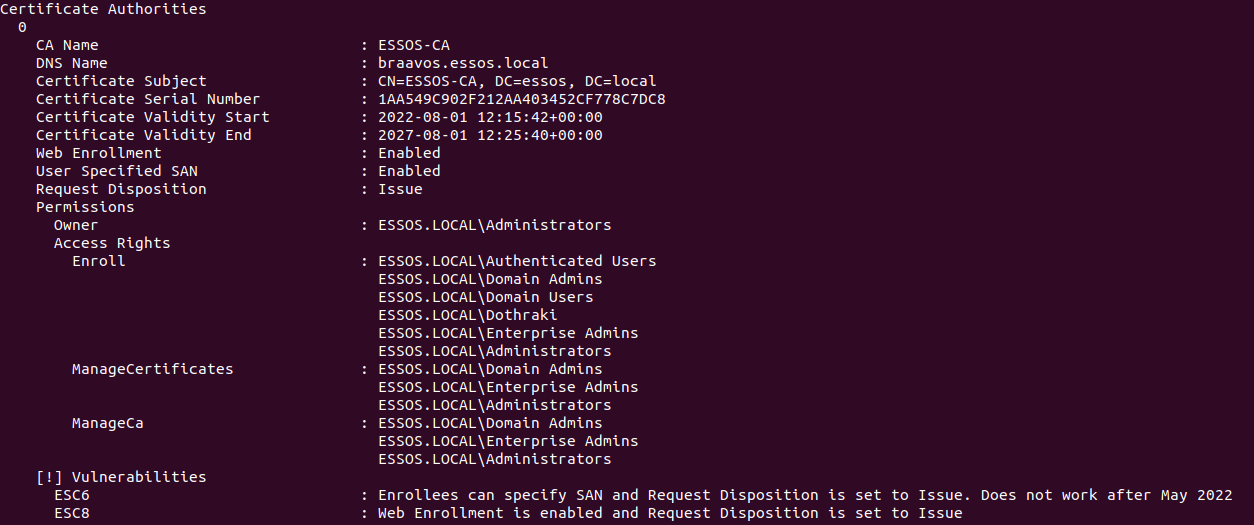 Certificate Authorities
0
CA Name : ESSOS-CA
DNS Name : braavos.essos.local
Certificate Subject : CN=ESSOS-CA, DC=essos, DC=local
Certificate Serial Number : 1AA549C902F212AA403452CF778C7DC8
Certificate Validity Start : 2022-08-01 12:15:42+00:00
Certificate Validity End : 2027-08-01 12:25:40+00:00
Web Enrollment : Enabled
User Specified SAN : Enabled
Request Disposition : Issue
Permissions
Owner : ESSOS.LOCAL\Administrators
Access Rights
Enroll : ESSOS.LOCAL\Authenticated Users
ESSOS.LOCAL\Domain Admins
ESSOS.LOCAL\Domain Users
ESSOS.LOCAL\Dothraki
ESSOS.LOCAL\Enterprise Admins
ESSOS.LOCAL\Administrators
ManageCertificates : ESSOS.LOCAL\Domain Admins
ESSOS.LOCAL\Enterprise Admins
ESSOS.LOCAL\Administrators
ManageCa : ESSOS.LOCAL\Domain Admins
ESSOS.LOCAL\Enterprise Admins
ESSOS.LOCAL\Administrators
[!] Vulnerabilities
ESC6 : Enrollees can specify SAN and Request Disposition is set to Issue. Does not work after May 2022
ESC8 : Web Enrollment is enabled and Request Disposition is set to Issue